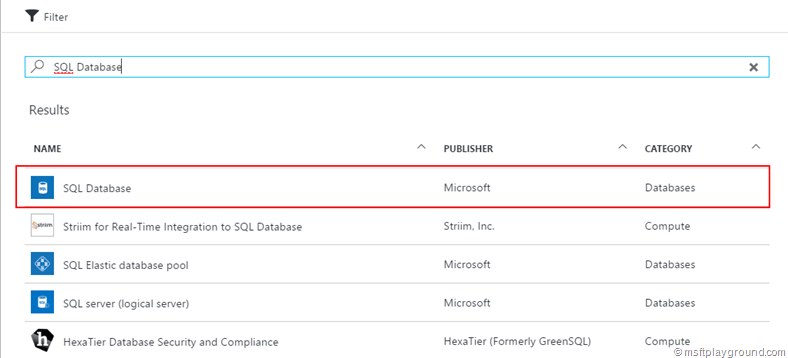 Filter
SQL Database
Results
NAME PUBLISHER CATEGORY
SQL Database Microsoft Databases
Striim Striim for Real-Time Integration to SQL Database Striim, Inc. Compute
SQL Elastic database pool Microsoft Databases
SQL server (logical server) Microsoft Databases
HexaTier Database Security and Compliance HexaTier (Formerly GreenSQL) Compute
© msftplayground.com